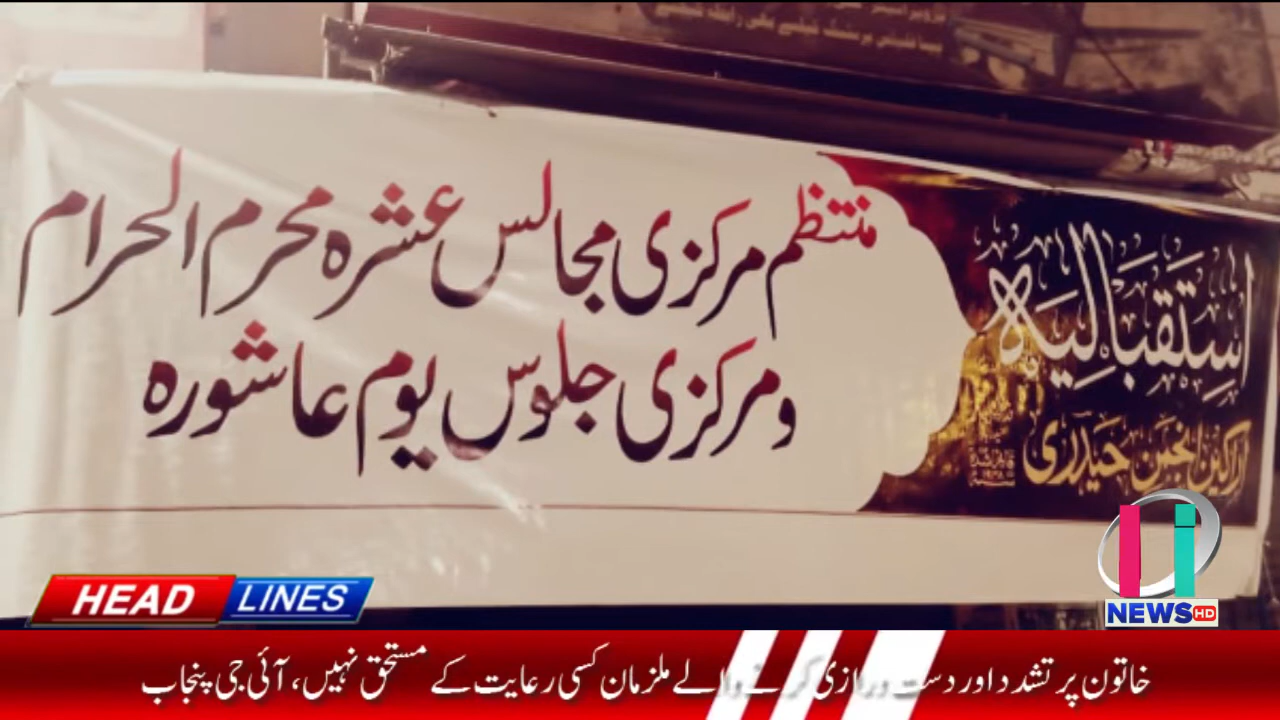 استقبالیہ
اراکین انجمن حیدری
منتظم مرکزی مجالس عشرہ محرم الحرام
و مرکزی جلوس یوم عاشورہ
HEAD LINES
NEWS HD
خاتون پر تشدد اور دست درازی کرنے والے ملزمان کسی رعایت کے مستحق نہیں، آئی جی پنجاب